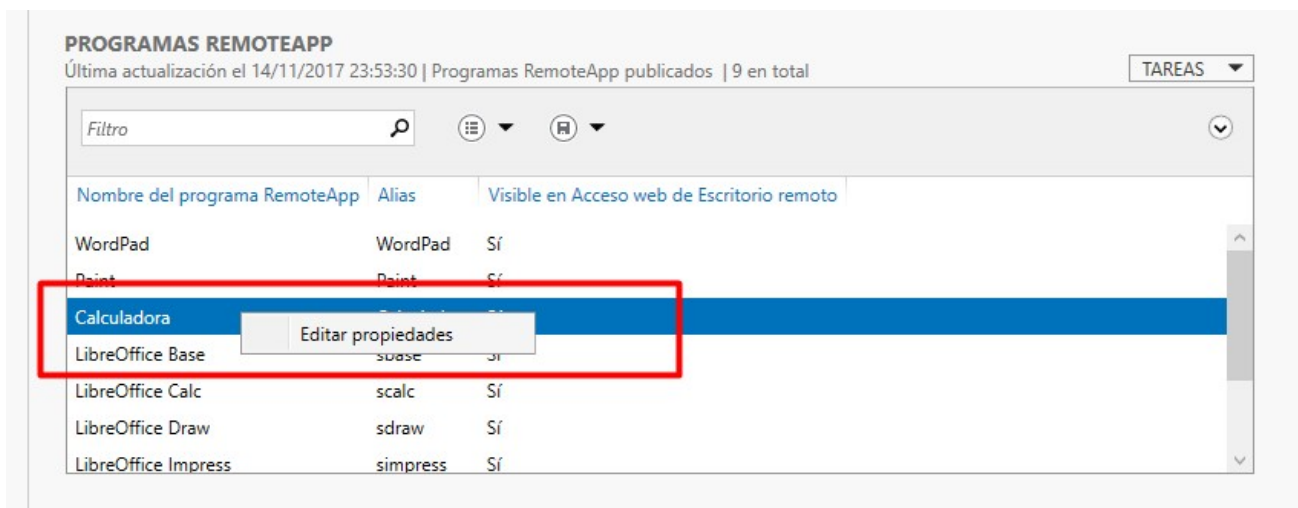 PROGRAMAS REMOTEAPP
Última actualización el 14/11/2017 23:53:30 | Programas RemoteApp publicados | 9 en total
TAREAS
Filtro
Nombre del programa RemoteApp Alias Visible en Acceso web de Escritorio remoto
WordPad WordPad Sí
Paint Paint Sí
Calculadora
Editar propiedades
LibreOffice Base sbase Sí
LibreOffice Calc scalc Sí
LibreOffice Draw sdraw Sí
LibreOffice Impress simpress Sí